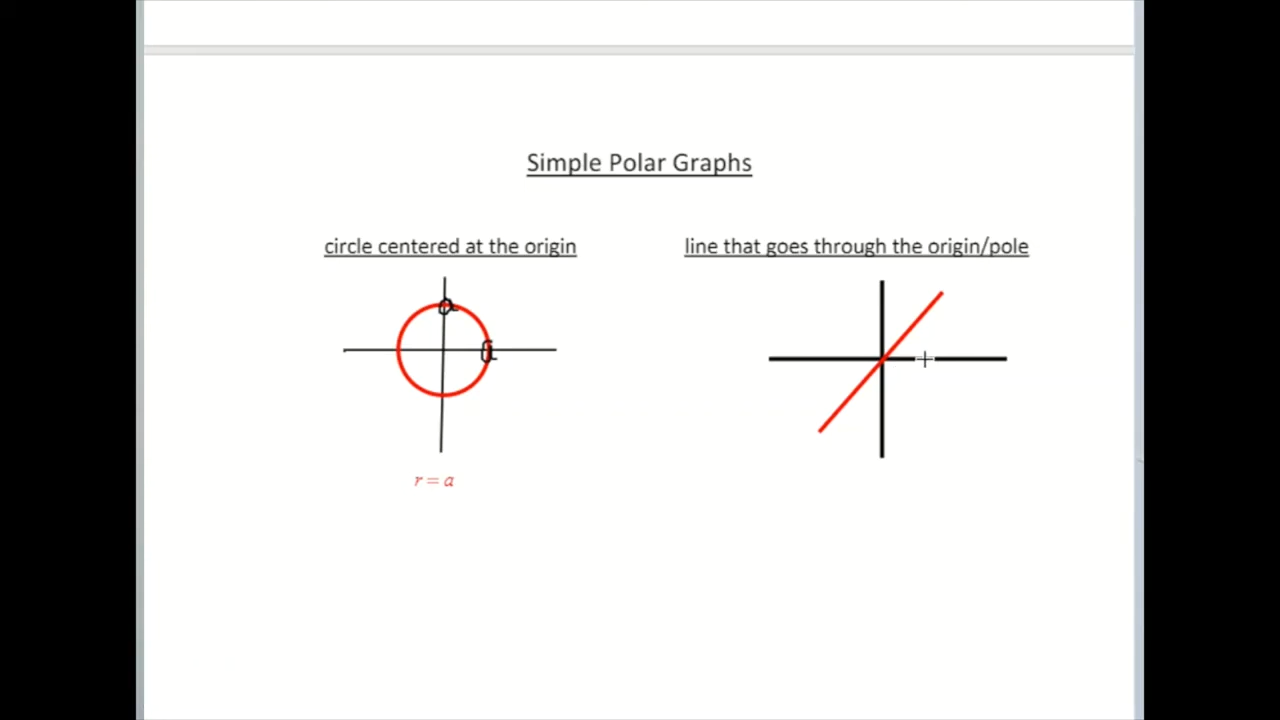 Simple Polar Graphs
circle centered at the origin
line that goes through the origin/pole
a
a
r = a